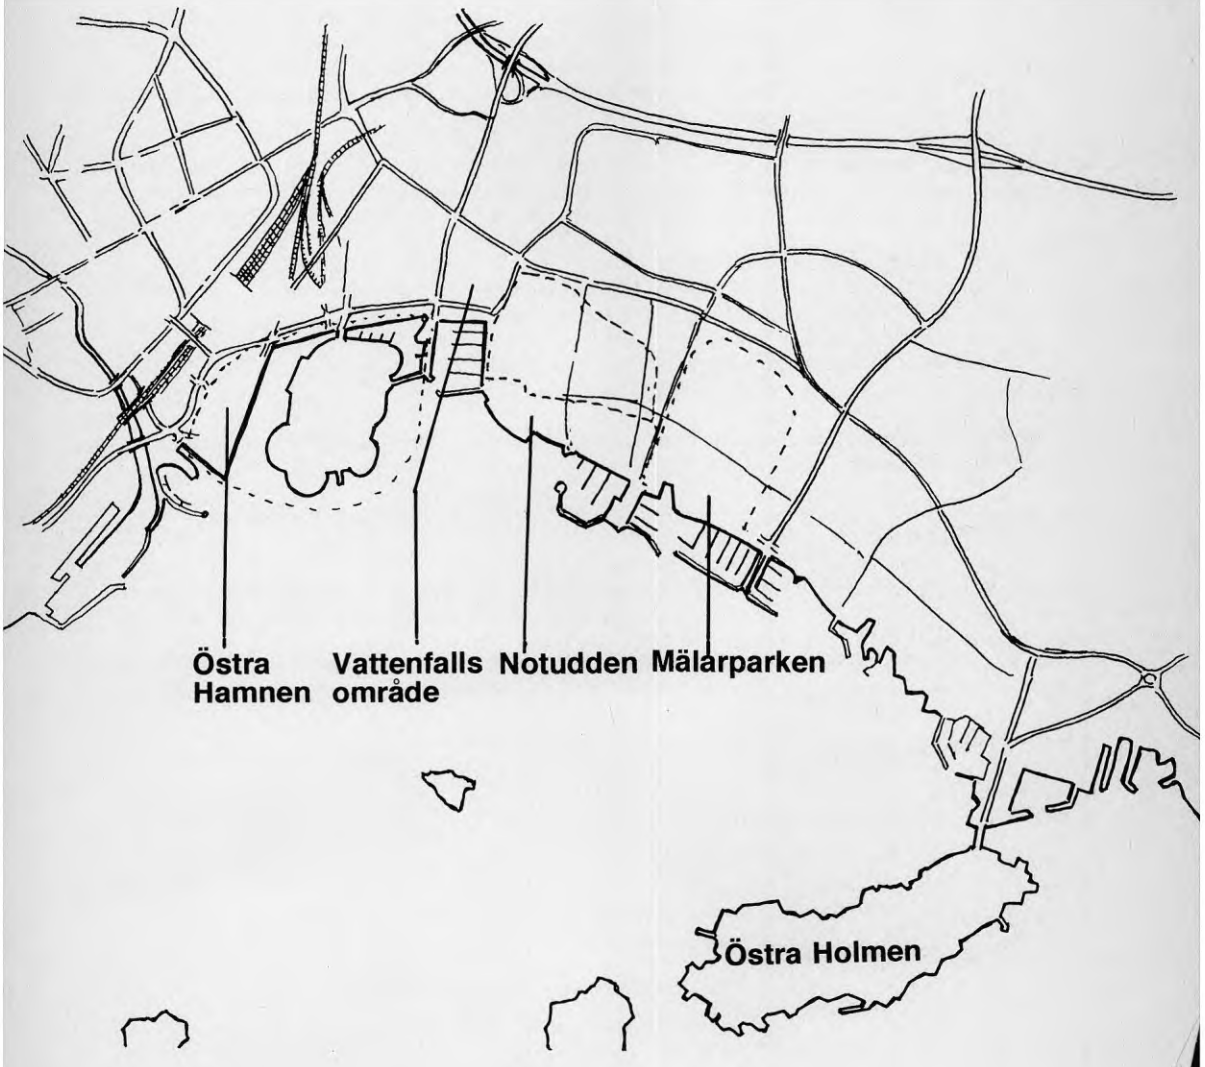 Östra
Hamnen
Vattenfalls
område
Notudden
Mälarparken
Östra Holmen